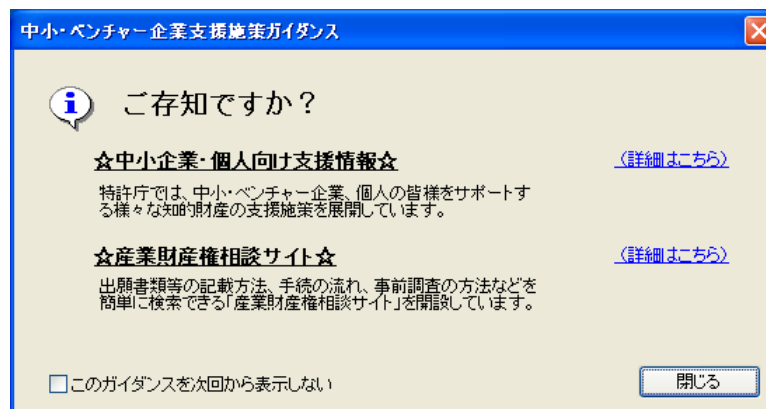 中小・ベンチャー企業支援施策ガイダンス
ご存知ですか？
☆中小企業・個人向け支援情報☆
（詳細はこちら）
特許庁では、中小・ベンチャー企業、個人の皆様をサポートす
る様々な知的財産の支援施策を展開しています。
☆産業財産権相談サイト☆
（詳細はこちら）
出願書類等の記載方法、手続の流れ、事前調査の方法などを
簡単に検索できる「産業財産権相談サイト」を開設しています。
このガイダンスを次回から表示しない
閉じる